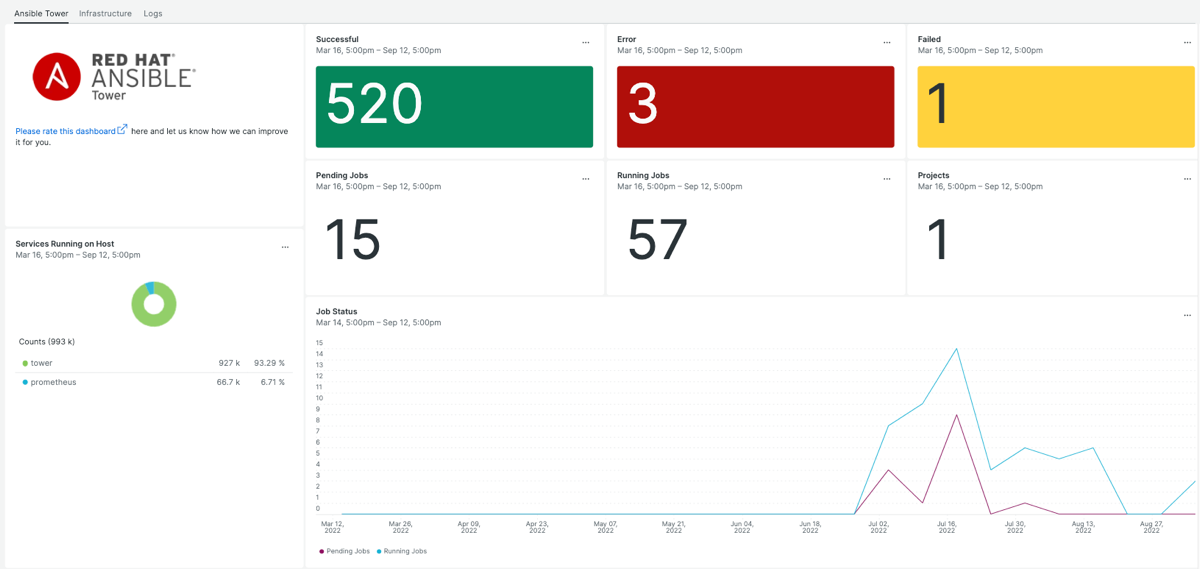 Ansible Tower Infrastructure Logs
RED HAT®
ANSIBLE®
Tower
Please rate this dashboard here and let us know how we can improve
it for you.
Services Running on Host
...
Mar 16, 5:00pm – Sep 12, 5:00pm
Counts (993 k)
tower 927 k 93.29 %
prometheus 66.7 k 6.71 %
Successful
...
Mar 16, 5:00pm – Sep 12, 5:00pm
520
Error
...
Mar 16, 5:00pm – Sep 12, 5:00pm
3
Failed
...
Mar 16, 5:00pm – Sep 12, 5:00pm
1
Pending Jobs
...
Mar 16, 5:00pm – Sep 12, 5:00pm
15
Running Jobs
...
Mar 16, 5:00pm – Sep 12, 5:00pm
57
Projects
...
Mar 16, 5:00pm – Sep 12, 5:00pm
1
Job Status
...
Mar 14, 5:00pm – Sep 12, 5:00pm
15
14
13
12
11
10
9
8
7
6
5
4
3
2
1
0
Mar 12, Mar 26, Apr 09, Apr 23, May 07, May 21, Jun 04, Jun 18, Jul 02, Jul 16, Jul 30, Aug 13, Aug 27,
2022 2022 2022 2022 2022 2022 2022 2022 2022 2022 2022 2022 2022
Pending Jobs Running Jobs